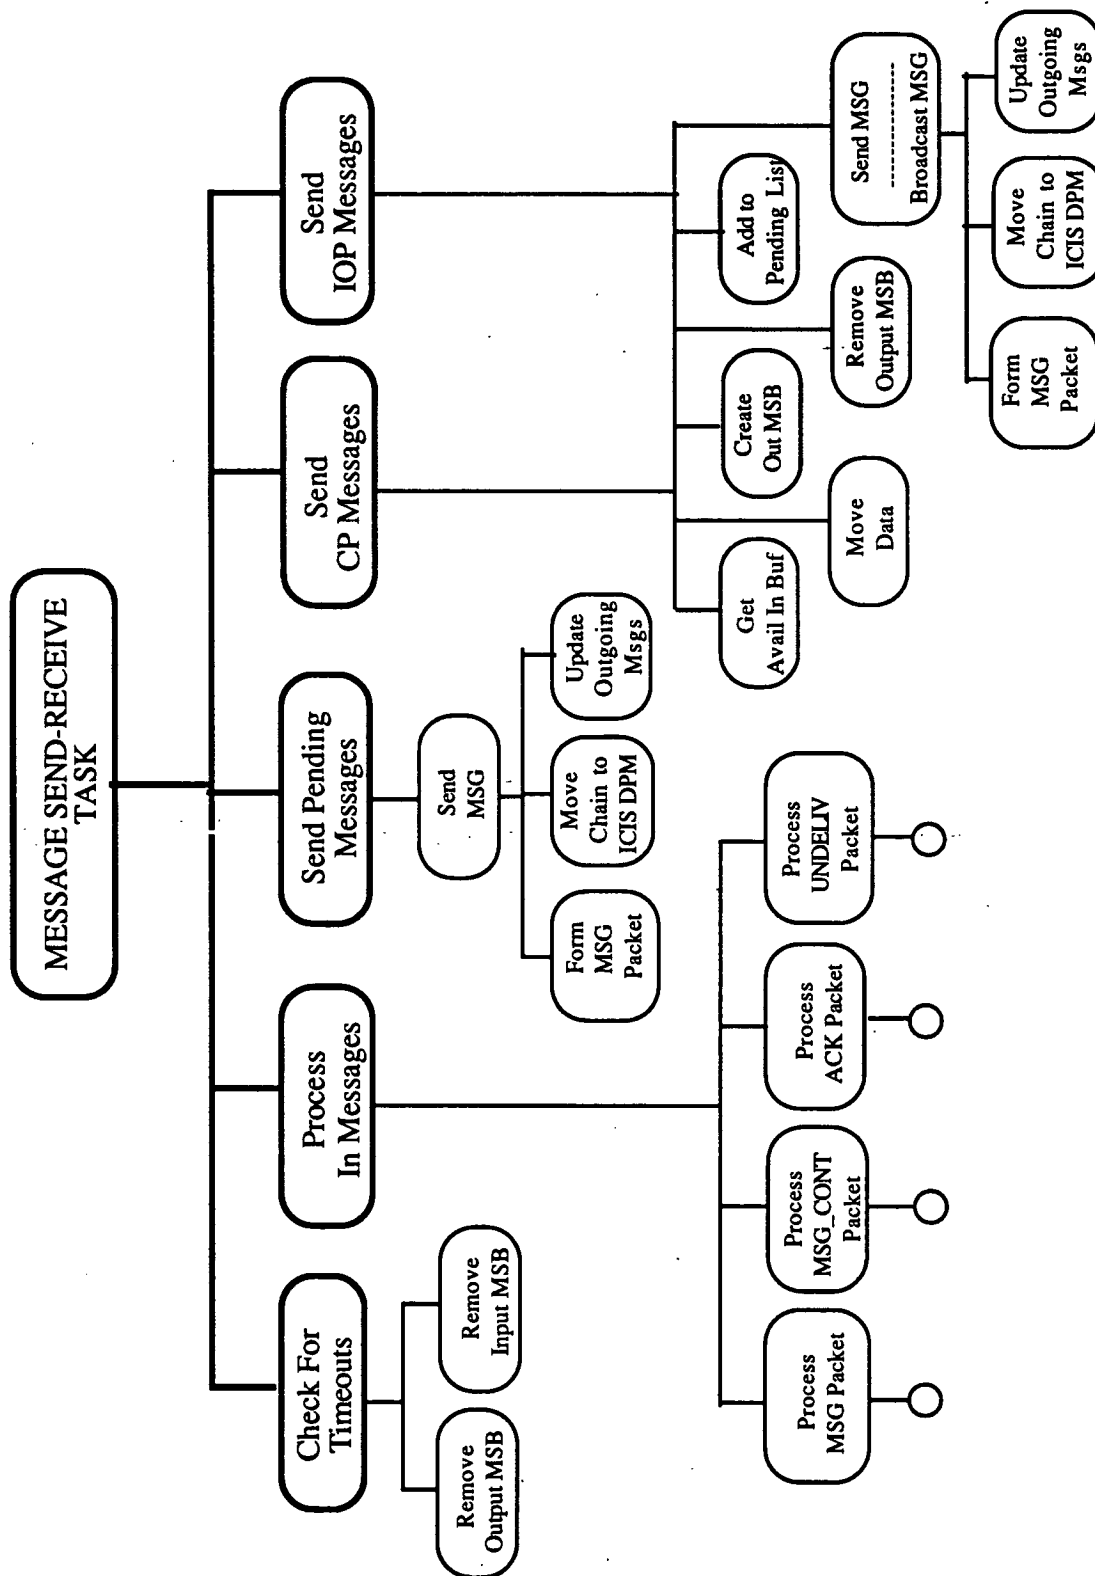 MESSAGE SEND-RECEIVE
TASK
Check For
Timeouts
Process
In Messages
Send Pending
Messages
Send
CP Messages
Send
IOP Messages
Remove
Output MSB
Remove
Input MSB
Send
MSG
Form
MSG
Packet
Move
Chain to
ICIS DPM
Update
Outgoing
Msgs
Process
MSG Packet
Process
MSG_CONT
Packet
Process
ACK Packet
Process
UNDELIV
Packet
Get
Avail In Buf
Move
Data
Create
Out MSB
Remove
Output MSB
Add to
Pending List
Send MSG
Broadcast MSG
Form
MSG
Packet
Move
Chain to
ICIS DPM
Update
Outgoing
Msgs